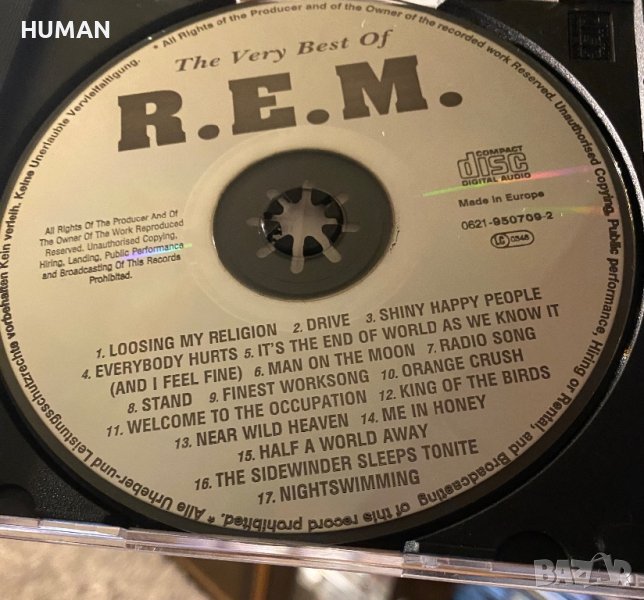 HUMAN
* All Rights of the Producer and of the Owner of the recorded work Reserved. Unauthorised Copying, Public performance, Hiring or Rental, and Broadcasting of this record prohibited. * Alle Urheber-und Leistungsschutzrechte vorbehalten Kein verleih. Keine Unerlaubte Vervielfaltigung.
The Very Best Of
R.E.M.
COMPACT
disc
DIGITAL AUDIO
Made in Europe
0621-950709-2
LC 0348
All Rights Of The Producer And Of
The Owner Of The Work Reproduced
Reserved. Unauthorised Copying,
Hiring, Lending, Public Performance
and Broadcasting Of This Records
Prohibited.
1. LOOSING MY RELIGION 2. DRIVE 3. SHINY HAPPY PEOPLE
4. EVERYBODY HURTS 5. IT'S THE END OF WORLD AS WE KNOW IT
(AND I FEEL FINE) 6. MAN ON THE MOON 7. RADIO SONG
8. STAND 9. FINEST WORKSONG 10. ORANGE CRUSH
11. WELCOME TO THE OCCUPATION 12. KING OF THE BIRDS
13. NEAR WILD HEAVEN 14. ME IN HONEY
15. HALF A WORLD AWAY
16. THE SIDEWINDER SLEEPS TONITE
17. NIGHTSWIMMING
BAZAR